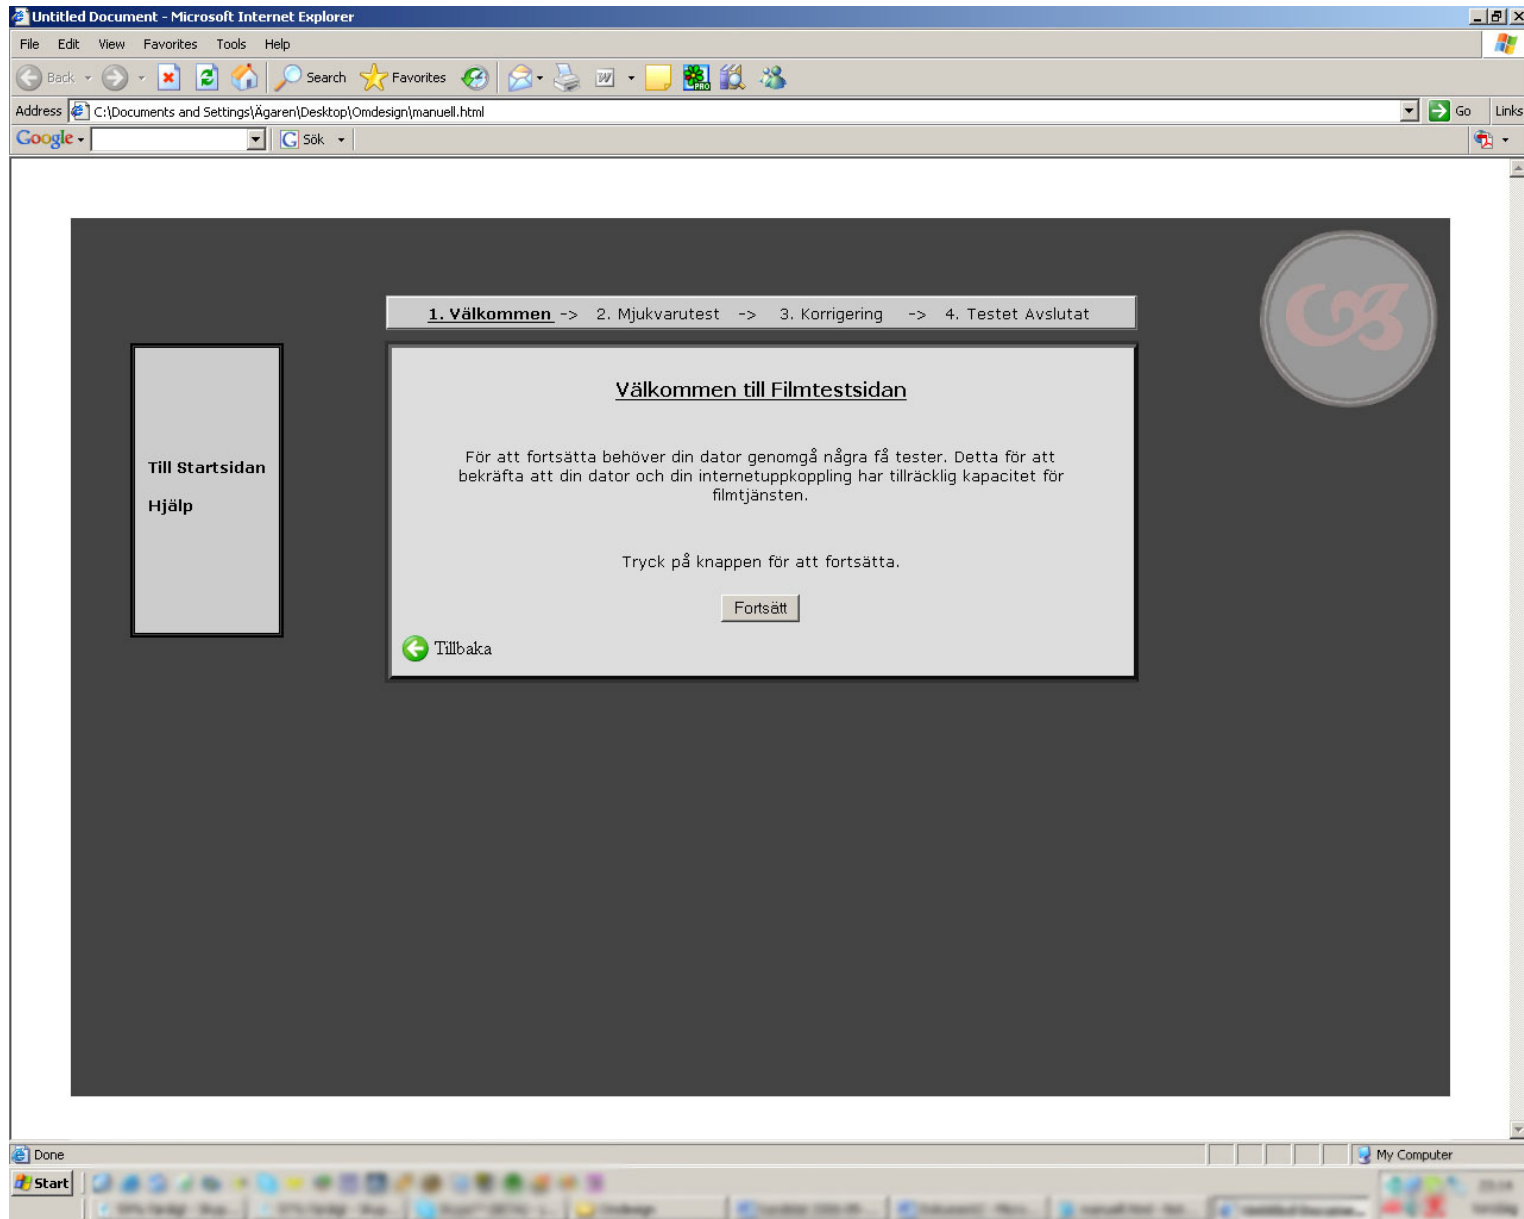 Untitled Document - Microsoft Internet Explorer
File Edit View Favorites Tools Help
Back Search Favorites
Address C:\Documents and Settings\Ägaren\Desktop\Omdesign\manuell.html Go Links
Google Sök
1. Välkommen -> 2. Mjukvarutest -> 3. Korrigering -> 4. Testet Avslutat
Välkommen till Filmtestsidan
För att fortsätta behöver din dator genomgå några få tester. Detta för att
bekräfta att din dator och din internetuppkoppling har tillräcklig kapacitet för
filmtjänsten.
Till Startsidan
Hjälp
Tryck på knappen för att fortsätta.
Fortsätt
Tillbaka
Done My Computer
Start